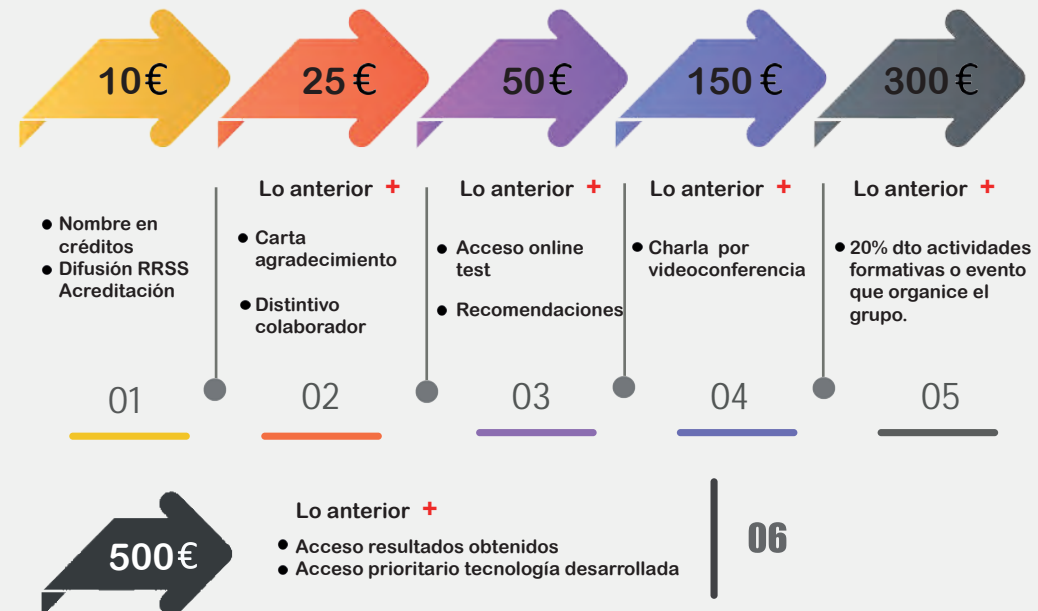 10€
25 €
50 €
150 €
300 €
Nombre en
créditos
Difusión RRSS
Acreditación
Lo anterior +
Carta
agradecimiento
Distintivo
colaborador
Lo anterior +
Acceso online
test
Recomendaciones
Lo anterior +
Charla por
videoconferencia
Lo anterior +
20% dto actividades
formativas o evento
que organice el
grupo.
01
02
03
04
05
500€
Lo anterior +
Acceso resultados obtenidos
Acceso prioritario tecnología desarrollada
06